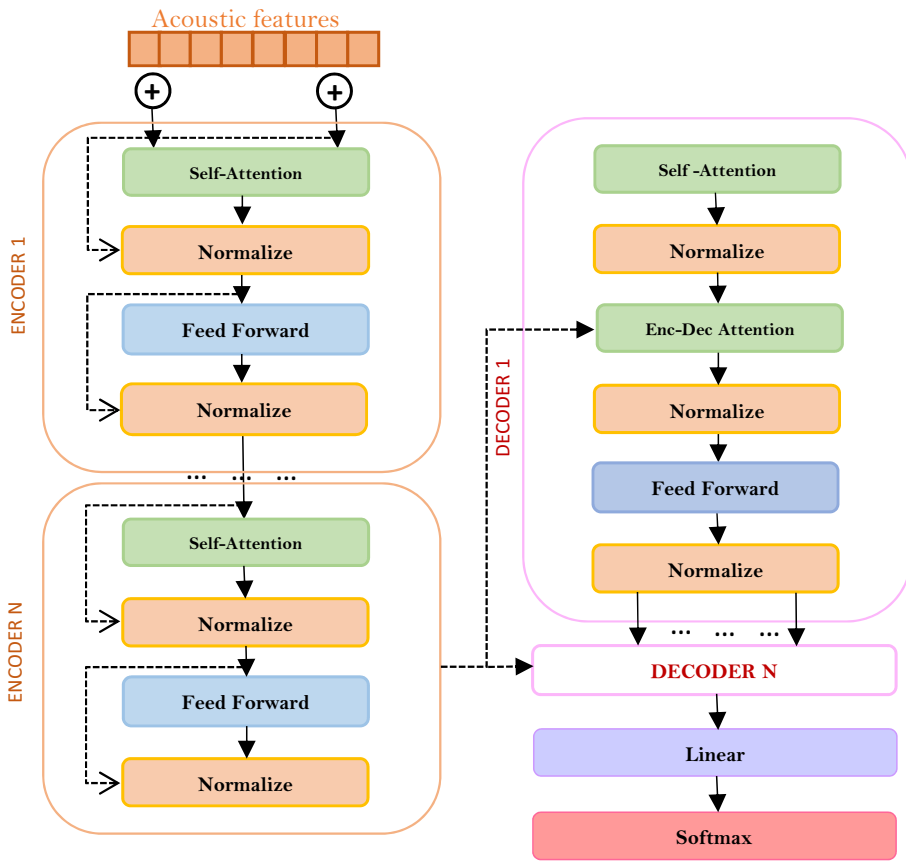 Acoustic features
+
+
ENCODER 1
Self-Attention
Normalize
Feed Forward
Normalize
... ... ...
ENCODER N
Self-Attention
Normalize
Feed Forward
Normalize
DECODER 1
Self -Attention
Normalize
Enc-Dec Attention
Normalize
Feed Forward
Normalize
... ... ...
DECODER N
Linear
Softmax